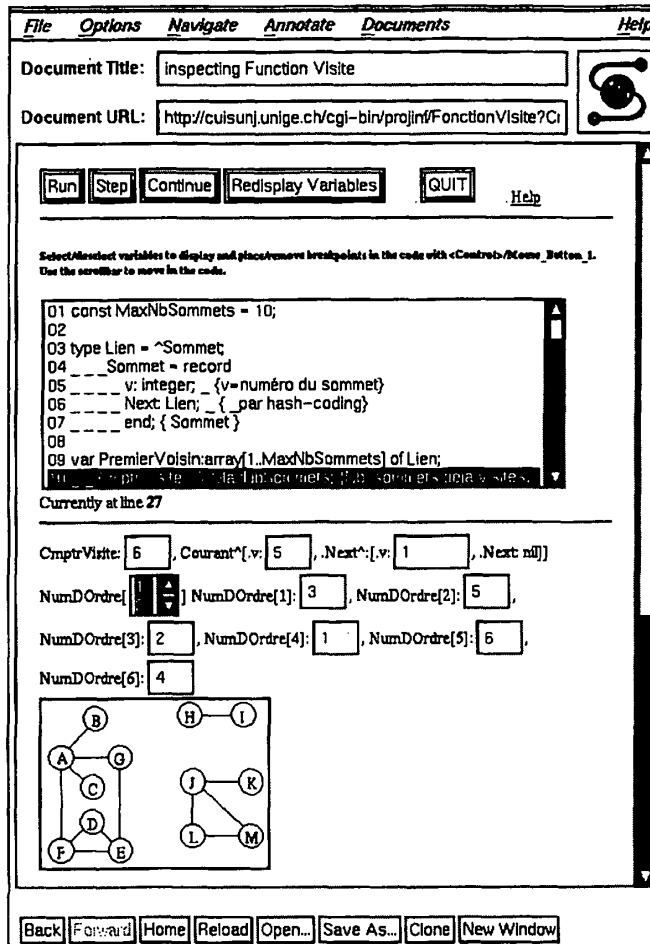 File Options Navigate Annotate Documents Help
Document Title: inspecting Function Visite
Document URL: http://cuisunj.unige.ch/cgi-bin/projinf/FonctionVisite?C
Run Step Continue Redisplay Variables QUIT Help
Select/deselect variables to display and place/remove breakpoints in the code with <Control>/Mouse_Button_1.
Use the scrollbar to move in the code.
01 const MaxNbSommets = 10;
02
03 type Lien = ^Sommet;
04 _ _ _ _Sommet = record
05 _ _ _ _ _ v: integer; _ {v=numéro du sommet}
06 _ _ _ _ _ Next: Lien; _ { _par hash-coding}
07 _ _ _ _ _ end; { Sommet }
08
09 var PremierVoisin:array[1..MaxNbSommets] of Lien;
Currently at line 27
CmptrVisite: 6 , Courant^[.v: 5 , .Next^:[.v: 1 , .Next: nil]]
NumDOrdre[ 1 ] NumDOrdre[1]: 3 , NumDOrdre[2]: 5 ,
NumDOrdre[3]: 2 , NumDOrdre[4]: 1 , NumDOrdre[5]: 6 ,
NumDOrdre[6]: 4
B H I
A G
C J K
D
F E L M
Back Forward Home Reload Open... Save As... Clone New Window